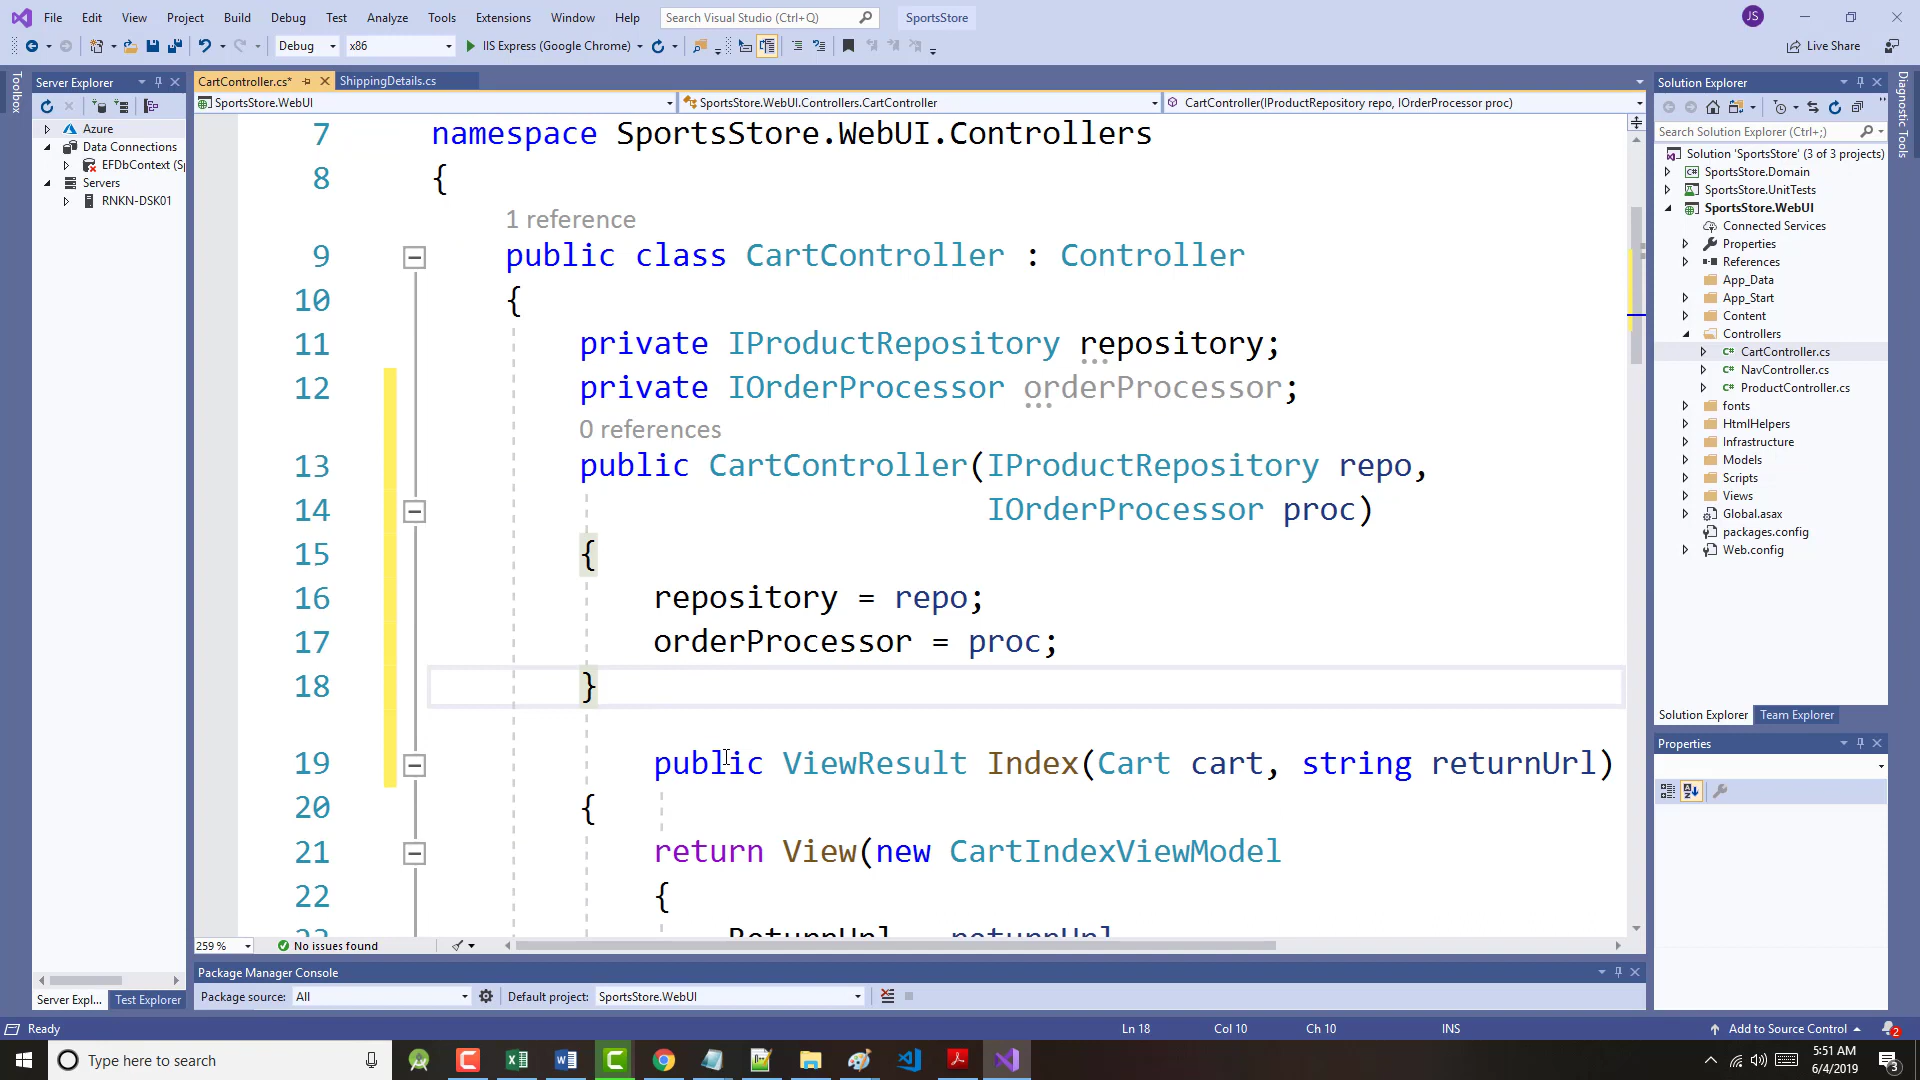 File Edit View Project Build Debug Test Analyze Tools Extensions Window Help Search Visual Studio (Ctrl+Q) SportsStore JS
Debug x86 IIS Express (Google Chrome) Live Share
Toolbox
Server Explorer
Azure
Data Connections
EFDbContext (S
Servers
RNKN-DSK01
Server Expl... Test Explorer
CartController.cs* ShippingDetails.cs
SportsStore.WebUI SportsStore.WebUI.Controllers.CartController CartController(IProductRepository repo, IOrderProcessor proc)
7 namespace SportsStore.WebUI.Controllers
8 {
1 reference
9 public class CartController : Controller
10 {
11 private IProductRepository repository;
12 private IOrderProcessor orderProcessor;
0 references
13 public CartController(IProductRepository repo,
14 IOrderProcessor proc)
15 {
16 repository = repo;
17 orderProcessor = proc;
18 }
19 public ViewResult Index(Cart cart, string returnUrl)
20 {
21 return View(new CartIndexViewModel
22 {
23 ReturnUrl = returnUrl
259 % No issues found
Package Manager Console
Package source: All Default project: SportsStore.WebUI
Solution Explorer
Search Solution Explorer (Ctrl+;)
Solution 'SportsStore' (3 of 3 projects)
SportsStore.Domain
SportsStore.UnitTests
SportsStore.WebUI
Connected Services
Properties
References
App_Data
App_Start
Content
Controllers
CartController.cs
NavController.cs
ProductController.cs
fonts
HtmlHelpers
Infrastructure
Models
Scripts
Views
Global.asax
packages.config
Web.config
Solution Explorer Team Explorer
Properties
Diagnostic Tools
Ready Ln 18 Col 10 Ch 10 INS Add to Source Control 2
Type here to search
5:51 AM
6/4/2019
3